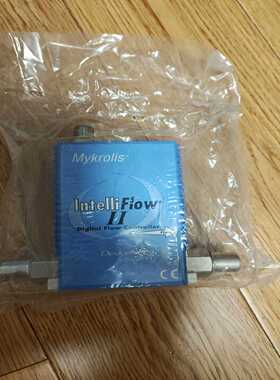 Mykrolis
IntelliFlow
II
Digital Flow Controller
CE